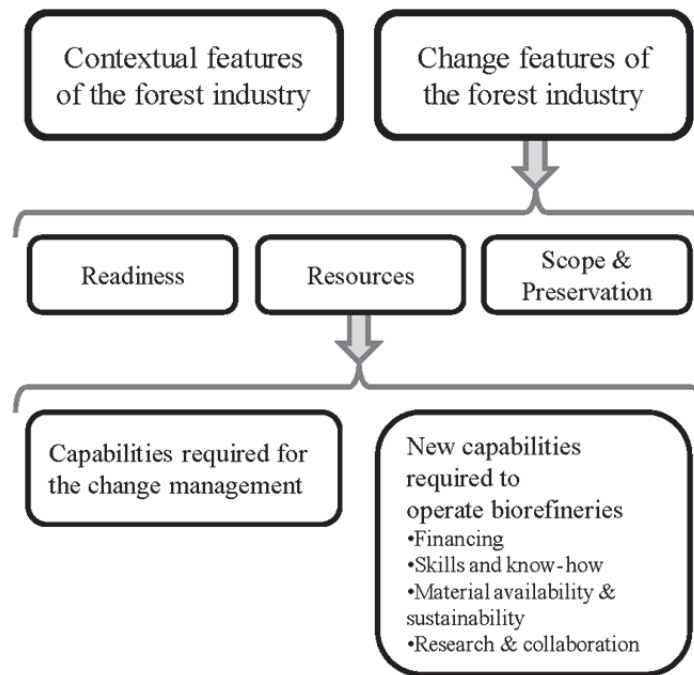 Contextual features
of the forest industry
Change features of
the forest industry
Readiness
Resources
Scope &
Preservation
Capabilities required for
the change management
New capabilities
required to
operate biorefineries
•Financing
•Skills and know-how
•Material availability &
sustainability
•Research & collaboration